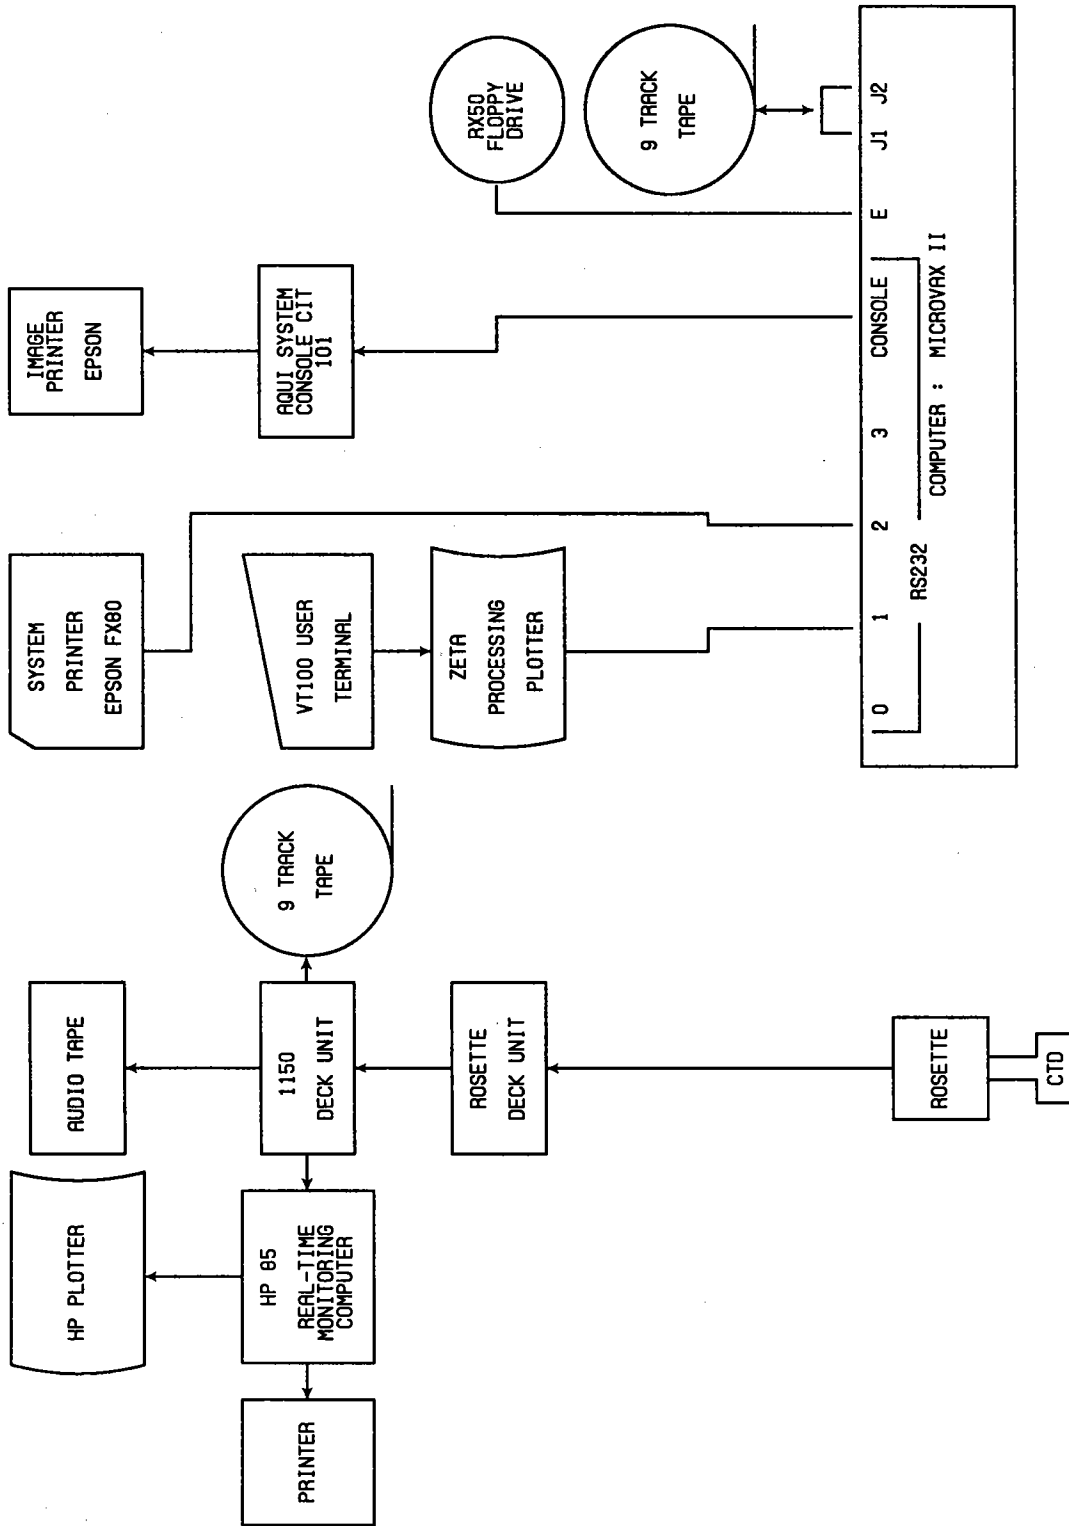 HP PLOTTER
AUDIO TAPE
SYSTEM
PRINTER
EPSON FX80
IMAGE
PRINTER
EPSON
PRINTER
HP 85
REAL-TIME
MONITORING
COMPUTER
1150
DECK UNIT
9 TRACK
TAPE
VT100 USER
TERMINAL
AQUI SYSTEM
CONSOLE CIT
101
ROSETTE
DECK UNIT
ZETA
PROCESSING
PLOTTER
RX50
FLOPPY
DRIVE
9 TRACK
TAPE
0 1 2 3 CONSOLE E J1 J2
RS232
COMPUTER : MICROVAX II
ROSETTE
CTD